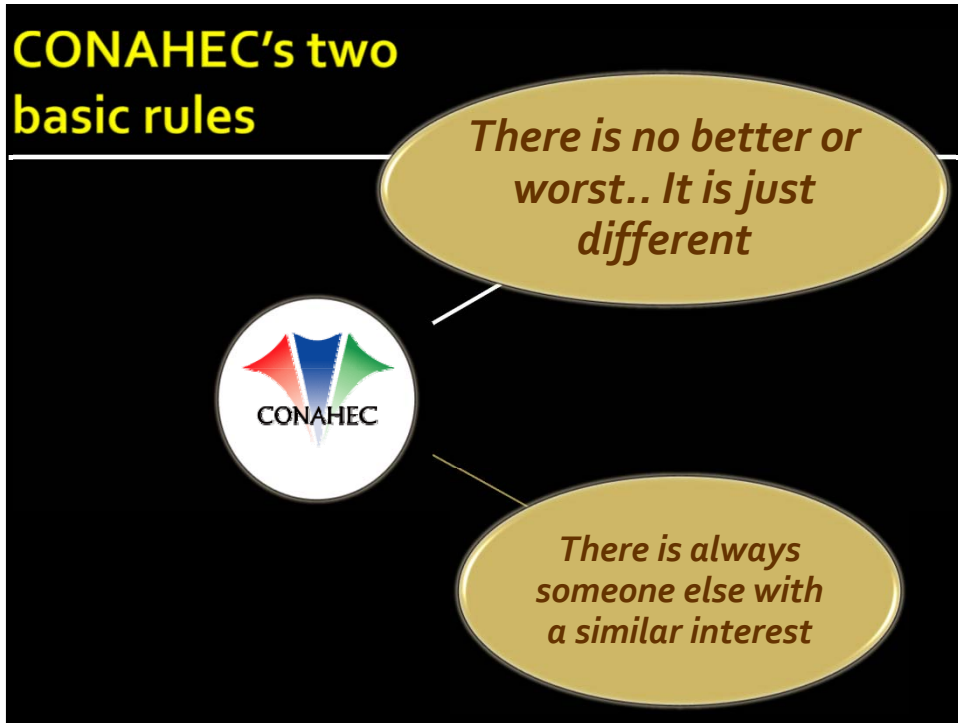 CONAHEC's two
basic rules
There is no better or
worst.. It is just
different
CONAHEC
There is always
someone else with
a similar interest